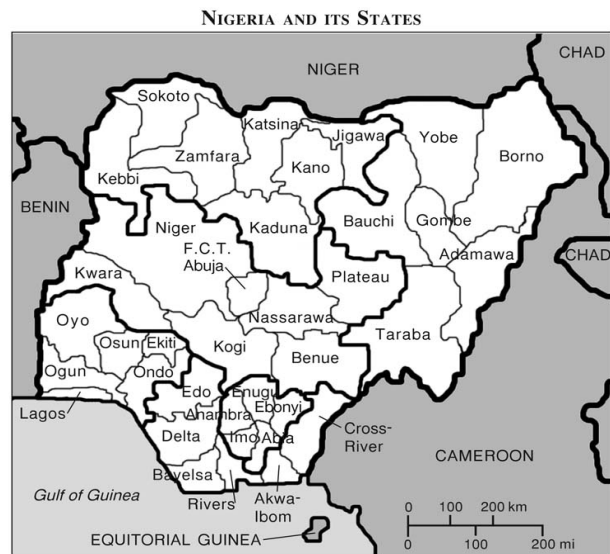 NIGERIA AND ITS STATES
NIGER
CHAD
Sokoto
Katsina
Jigawa
Yobe
Borno
Zamfara
Kano
Kebbi
BENIN
Niger
Kaduna
Bauchi
Gombe
F.C.T.
Abuja
Adamawa
CHAD
Kwara
Plateau
Nassarawa
Oyo
Taraba
Osun
Ekiti
Kogi
Benue
Ogun
Ondo
Edo
Enugu
Ebonyi
Lagos
Anambra
Delta
Imo
Abia
Cross-
River
Bayelsa
CAMEROON
Gulf of Guinea
Rivers
Akwa-
Ibom
0 100 200 km
EQUITORIAL GUINEA
0 100 200 mi